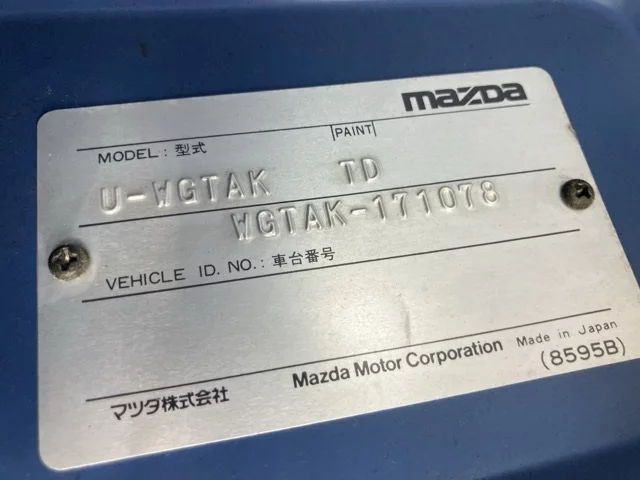 mazda
MODEL : 型式 PAINT
U-WGTAK TD
WGTAK-171078
VEHICLE ID. NO. : 車台番号
マツダ株式会社 Mazda Motor Corporation Made in Japan
(8595B)